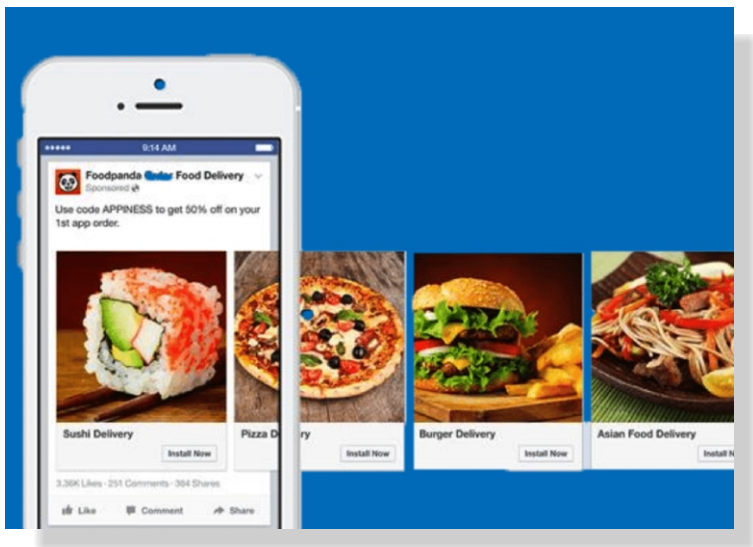 9:14 AM
Foodpanda Order Food Delivery
Sponsored
Use code APPINESS to get 50% off on your
1st app order.
Sushi Delivery
Install Now
Pizza D ry
Install Now
Burger Delivery
Install Now
Asian Food Delivery
Install N
3.36K Likes · 251 Comments · 364 Shares
Like
Comment
Share